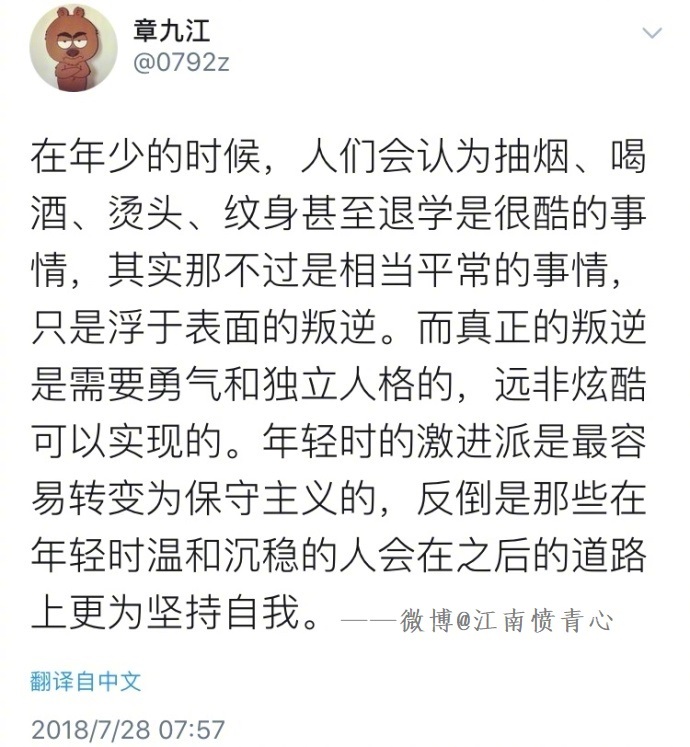 章九江
@0792z
在年少的时候，人们会认为抽烟、喝
酒、烫头、纹身甚至退学是很酷的事
情，其实那不过是相当平常的事情，
只是浮于表面的叛逆。而真正的叛逆
是需要勇气和独立人格的，远非炫酷
可以实现的。年轻时的激进派是最容
易转变为保守主义的，反倒是那些在
年轻时温和沉稳的人会在之后的道路
上更为坚持自我。——微博@江南愤青心
翻译自中文
2018/7/28 07:57